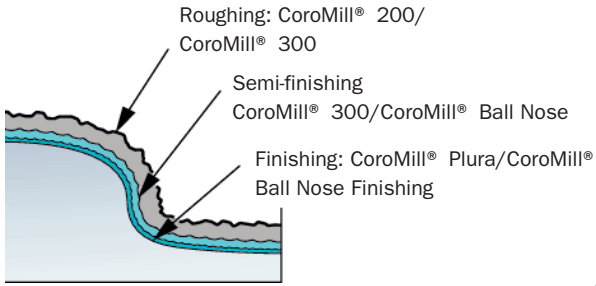 Roughing: CoroMill® 200/
CoroMill® 300
Semi-finishing
CoroMill® 300/CoroMill® Ball Nose
Finishing: CoroMill® Plura/CoroMill®
Ball Nose Finishing